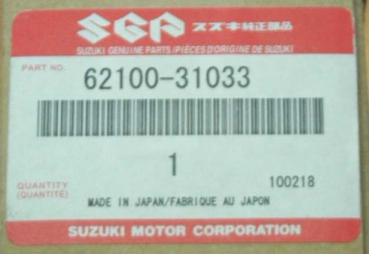 SGP スズキ純正部品
SUZUKI GENUINE PARTS/PIÈCES D'ORIGINE DE SUZUKI
PART NO. 62100-31033
1
QUANTITY
(QUANTITÉ)
100218
MADE IN JAPAN/FABRIQUE AU JAPON
SUZUKI MOTOR CORPORATION